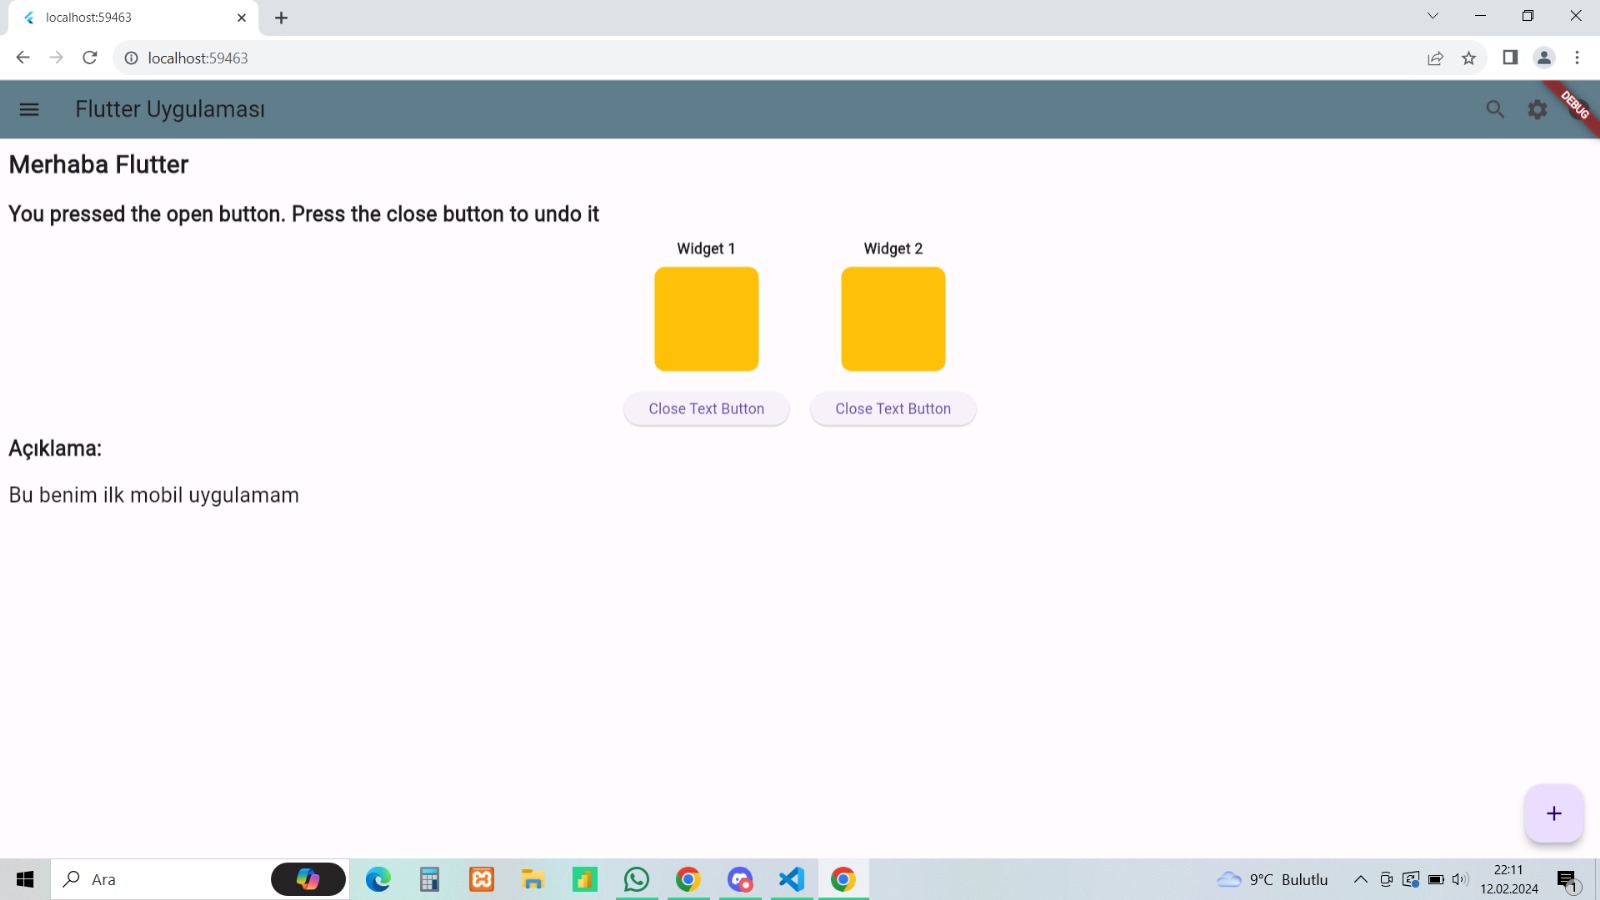 localhost:59463
localhost:59463
Flutter Uygulaması
DEBUG
Merhaba Flutter
You pressed the open button. Press the close button to undo it
Widget 1
Widget 2
Close Text Button
Close Text Button
Açıklama:
Bu benim ilk mobil uygulamam
Ara
9°C Bulutlu
22:11
12.02.2024
1